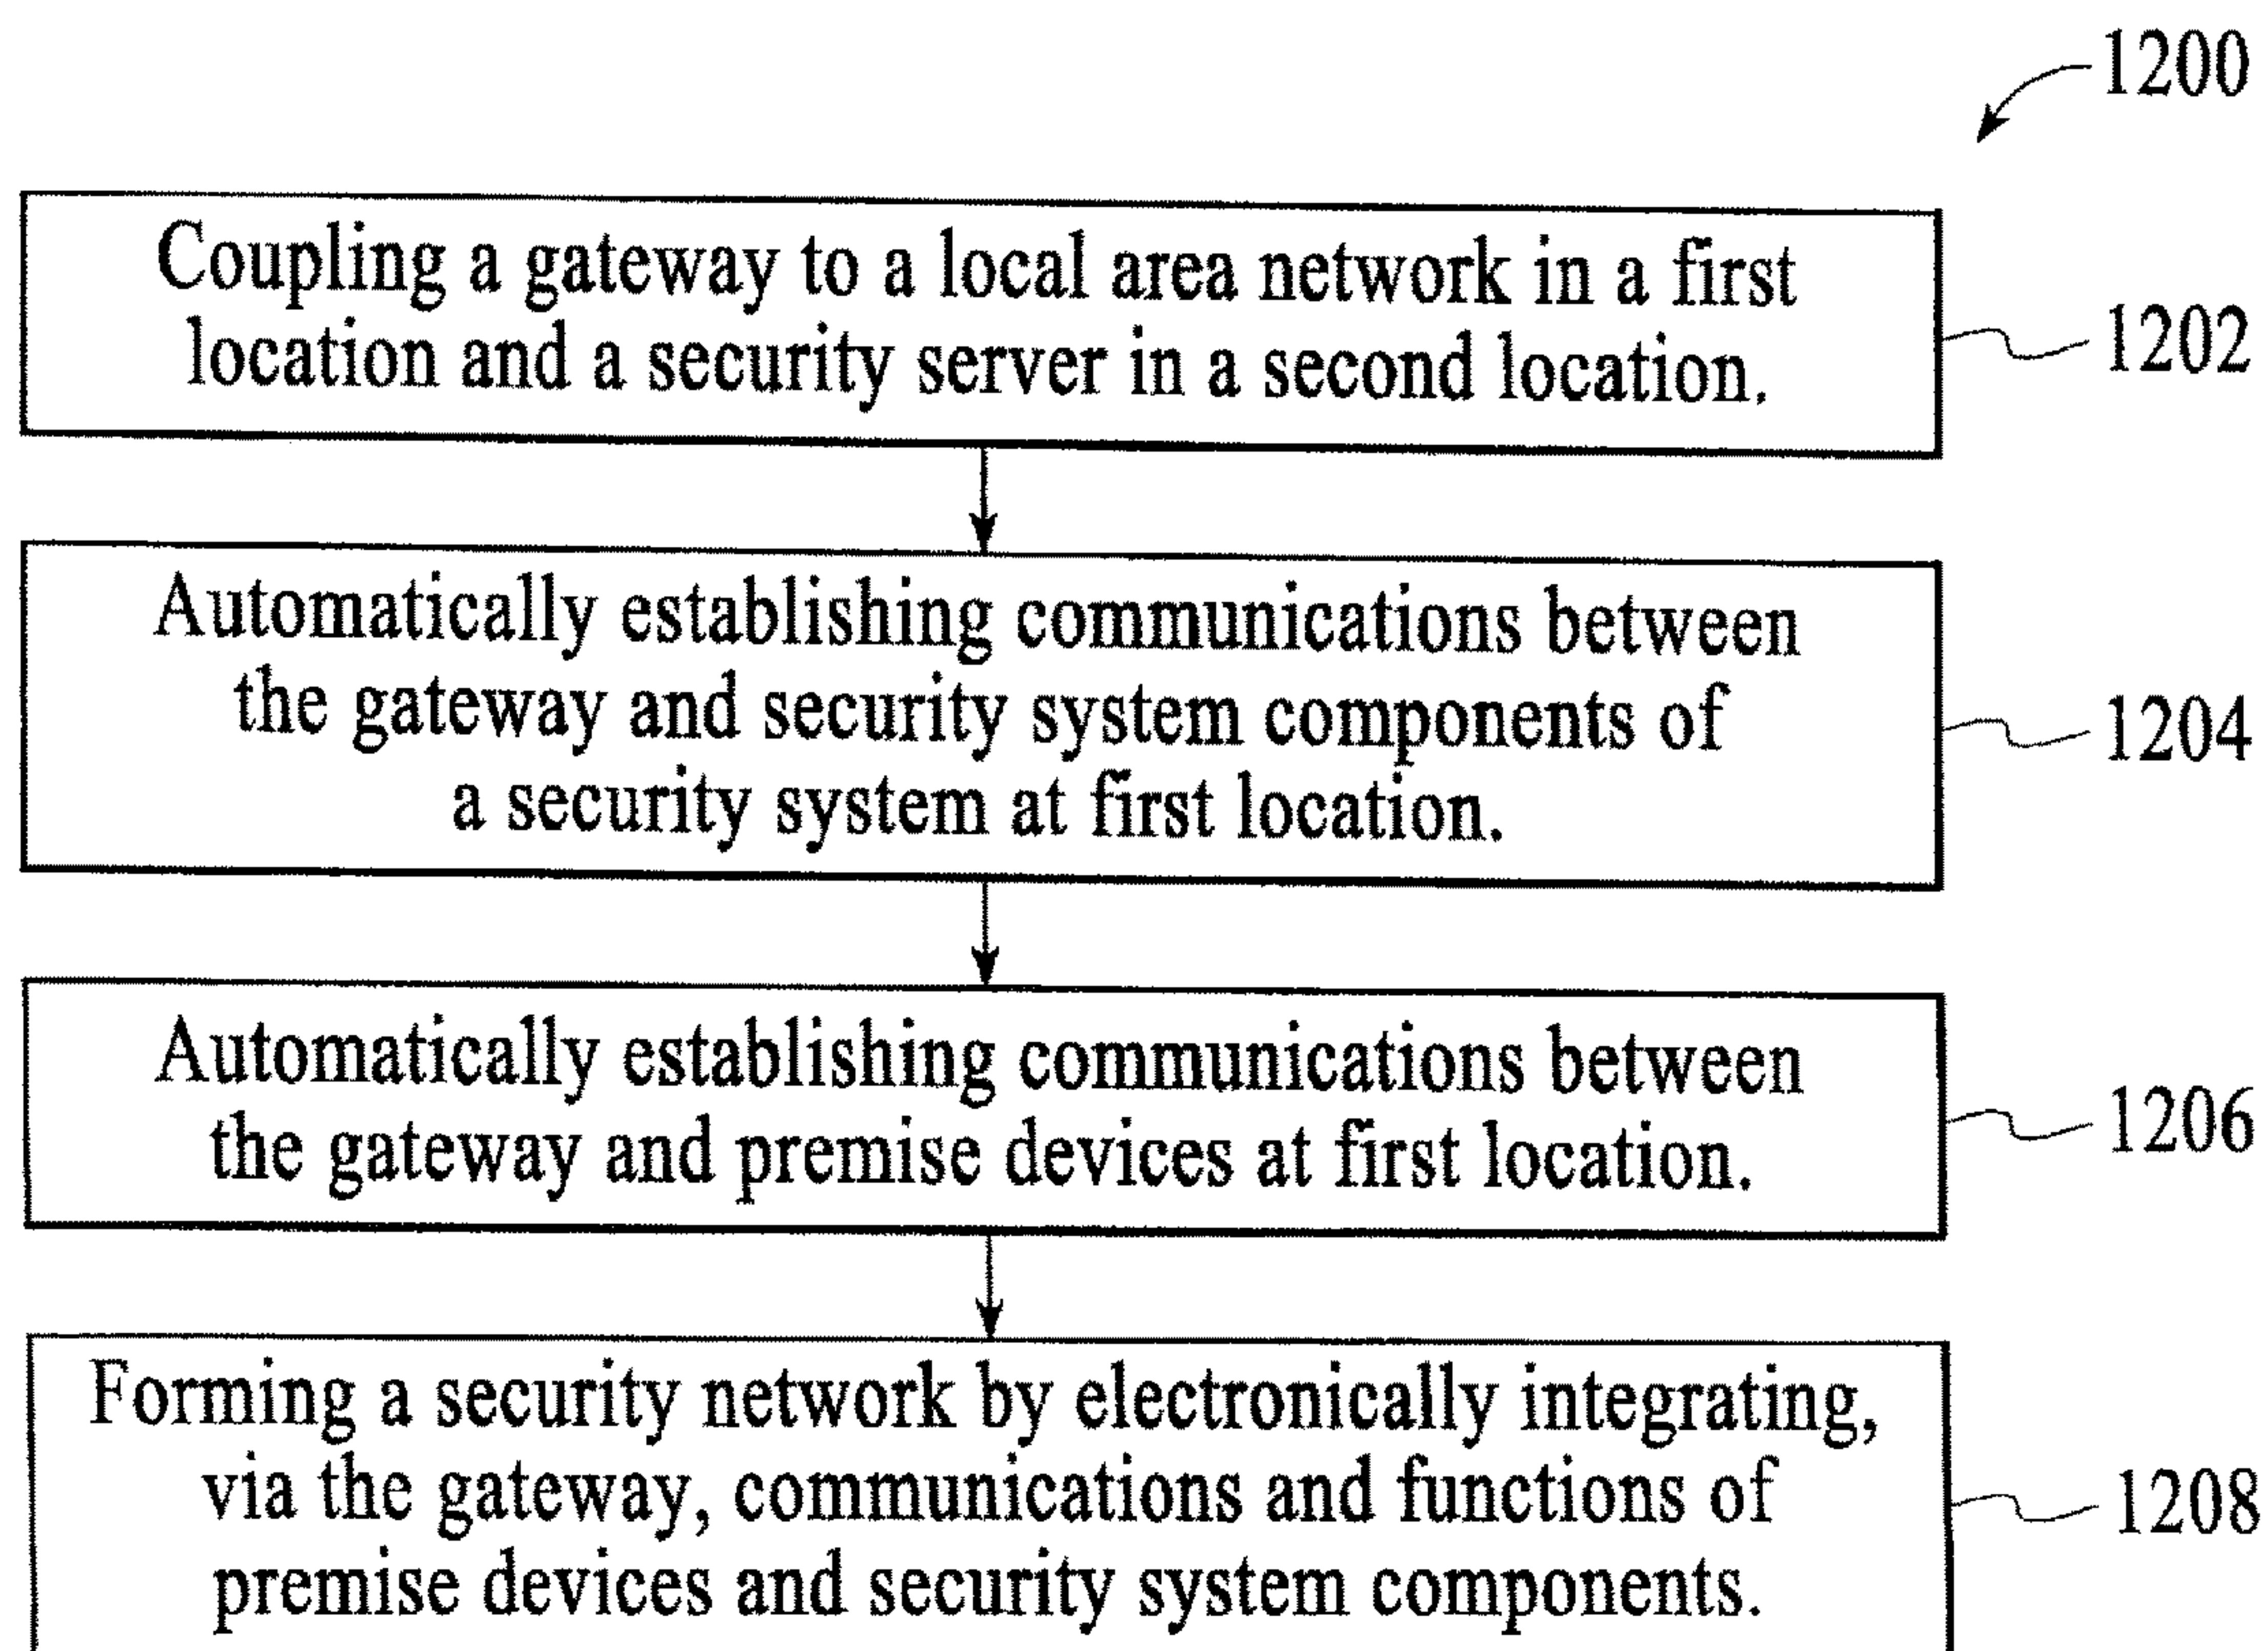 1200
Coupling a gateway to a local area network in a first
location and a security server in a second location.
1202
Automatically establishing communications between
the gateway and security system components of
a security system at first location.
1204
Automatically establishing communications between
the gateway and premise devices at first location.
1206
Forming a security network by electronically integrating,
via the gateway, communications and functions of
premise devices and security system components.
1208